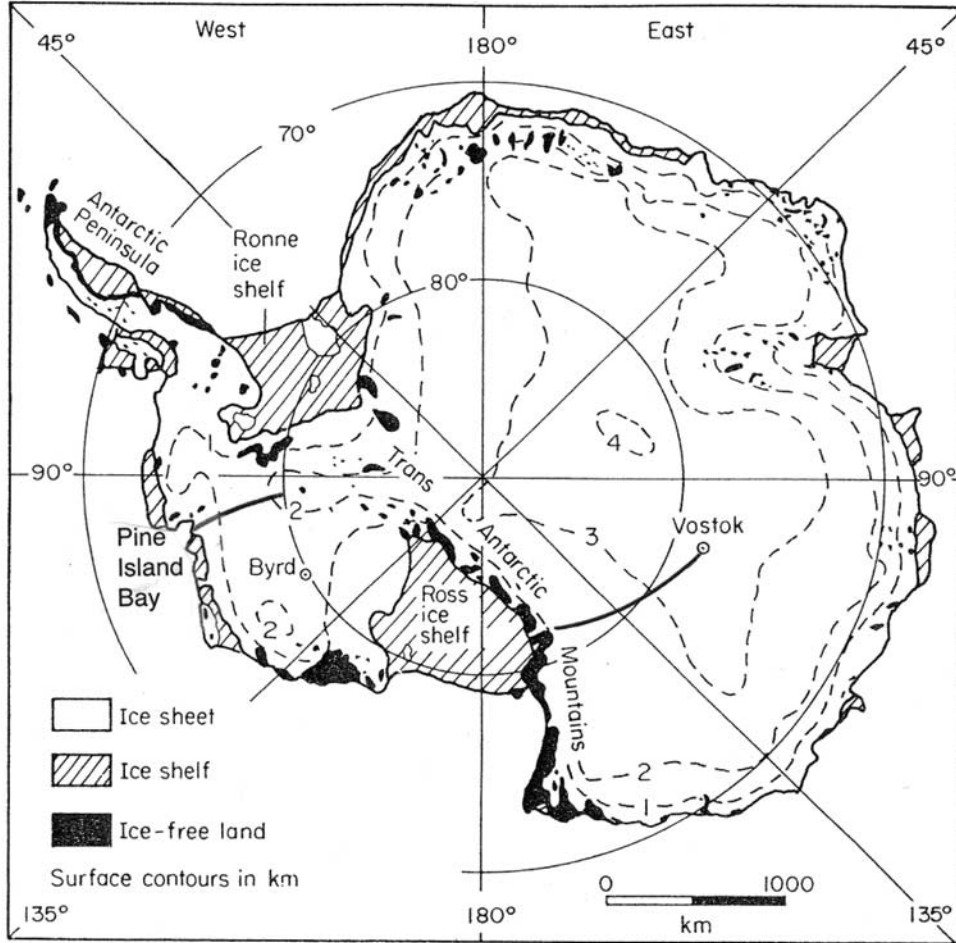 West
East
45°
180°
45°
70°
Antarctic
Peninsula
Ronne
ice
shelf
80°
4
90°
Trans
90°
2
Antarctic
3
Vostok
Pine
Island
Bay
Byrd
Ross
ice
shelf
2
Mountains
Ice sheet
Ice shelf
2
1
Ice-free land
Surface contours in km
0
1000
km
135°
180°
135°